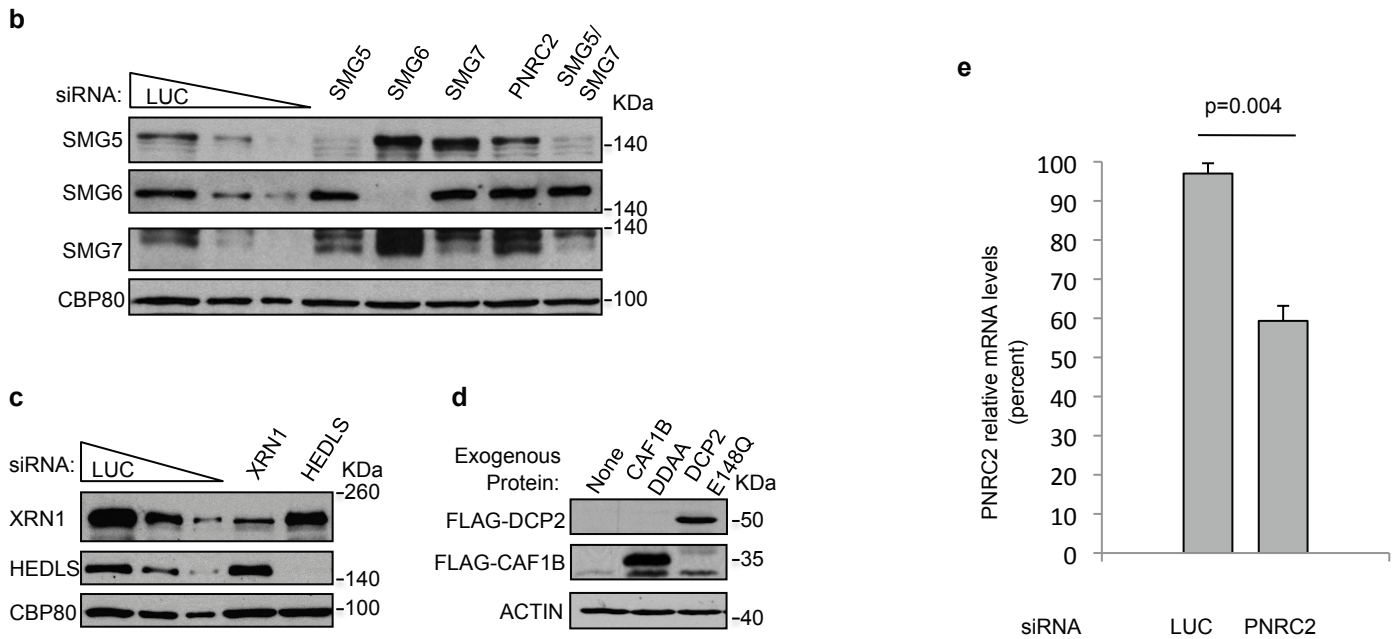 b
siRNA: LUC SMG5 SMG6 SMG7 PNRC2 SMG5/
SMG7
KDa
SMG5 -140
SMG6 -140
SMG7 -140
CBP80 -100
c
siRNA: LUC XRN1 HEDLS KDa
XRN1 -260
HEDLS -140
CBP80 -100
d
Exogenous
Protein: None CAF1B
DDAA DCP2
E148Q KDa
FLAG-DCP2 -50
FLAG-CAF1B -35
ACTIN -40
e
p=0.004
PNRC2 relative mRNA levels
(percent)
100
90
80
70
60
50
40
30
20
10
0
siRNA LUC PNRC2